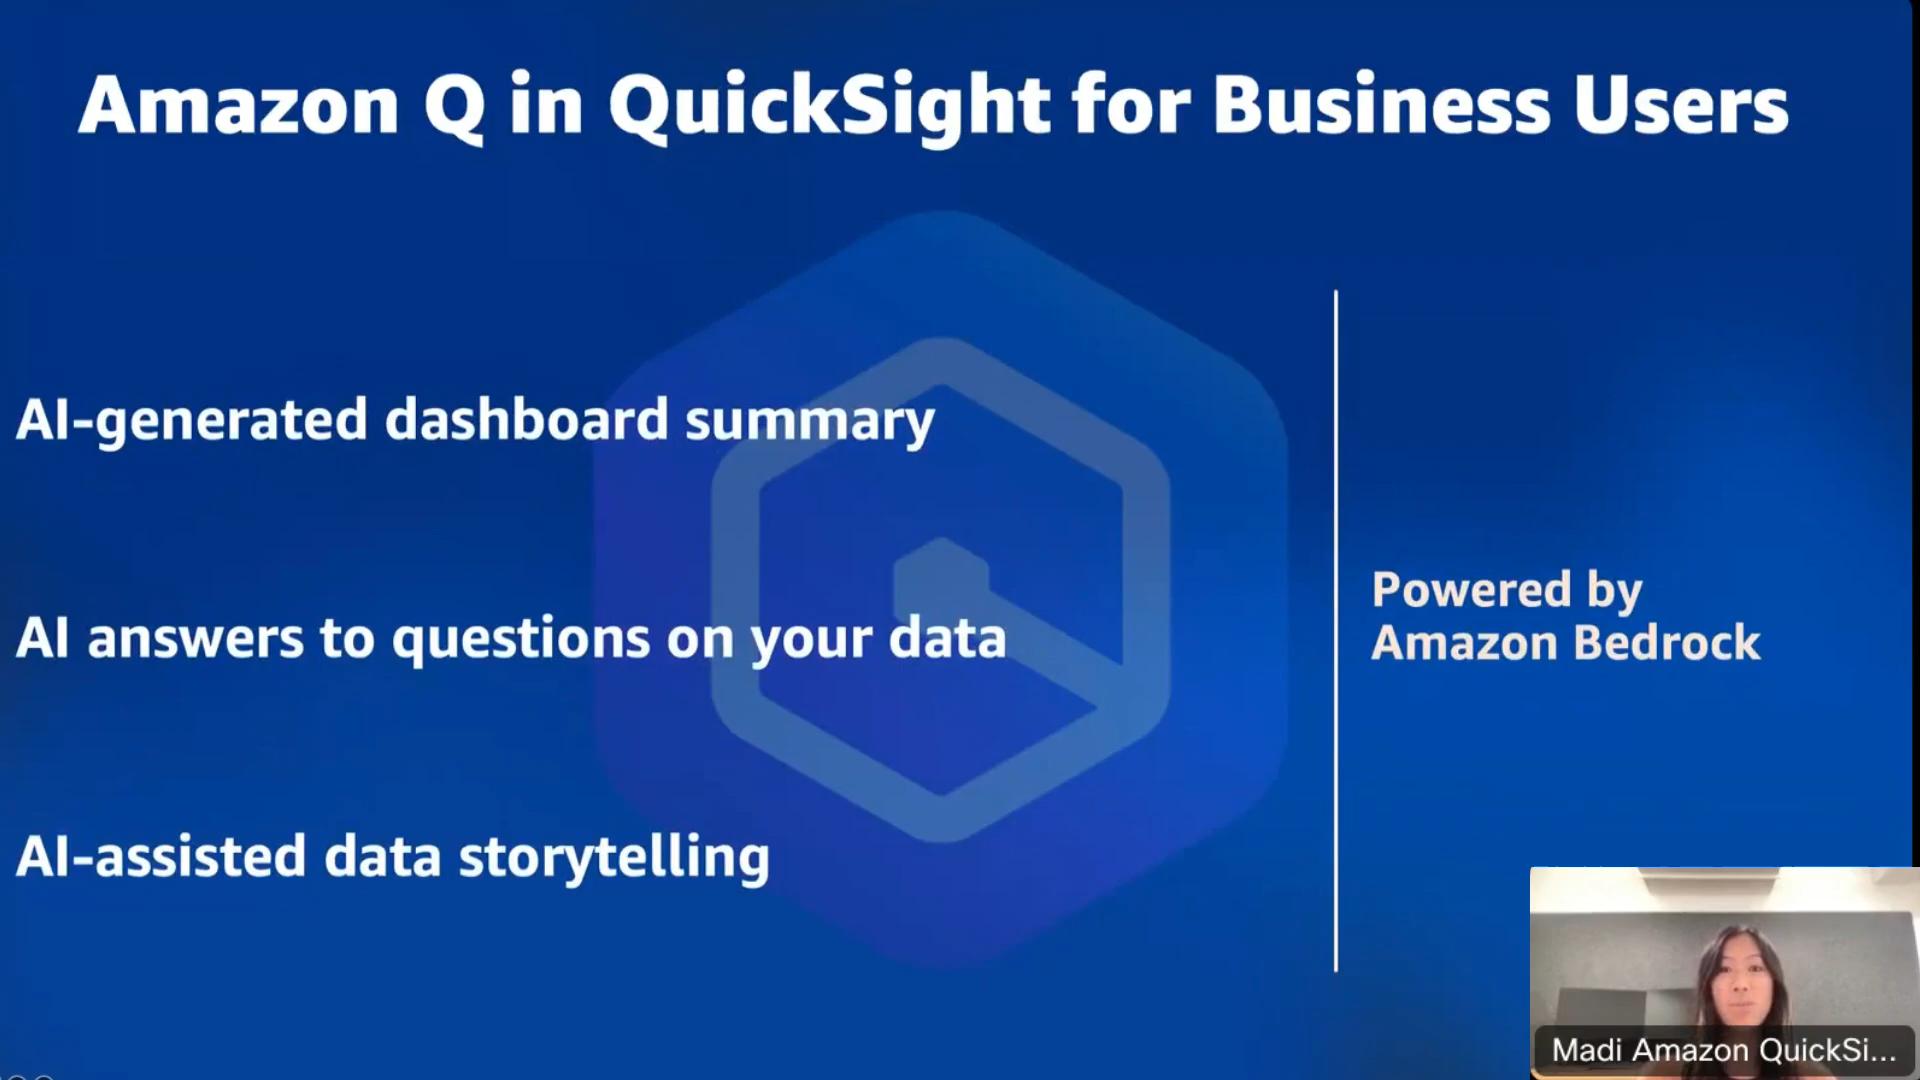 Amazon Q in QuickSight for Business Users
AI-generated dashboard summary
AI answers to questions on your data
AI-assisted data storytelling
Powered by
Amazon Bedrock
Madi Amazon QuickSi...